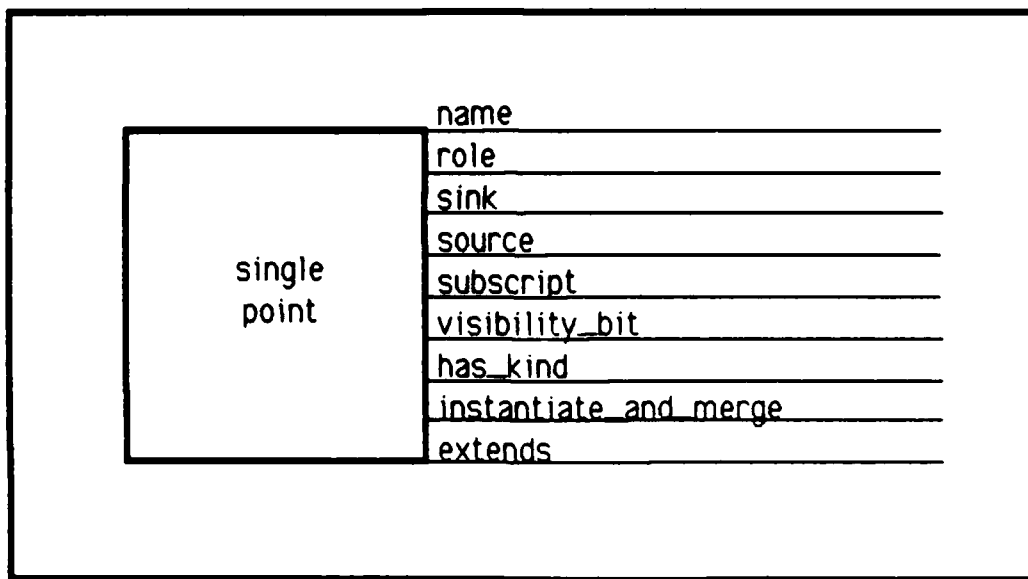 name
role
sink
source
single
point
subscript
visibility_bit
has_kind
instantiate_and_merge
extends